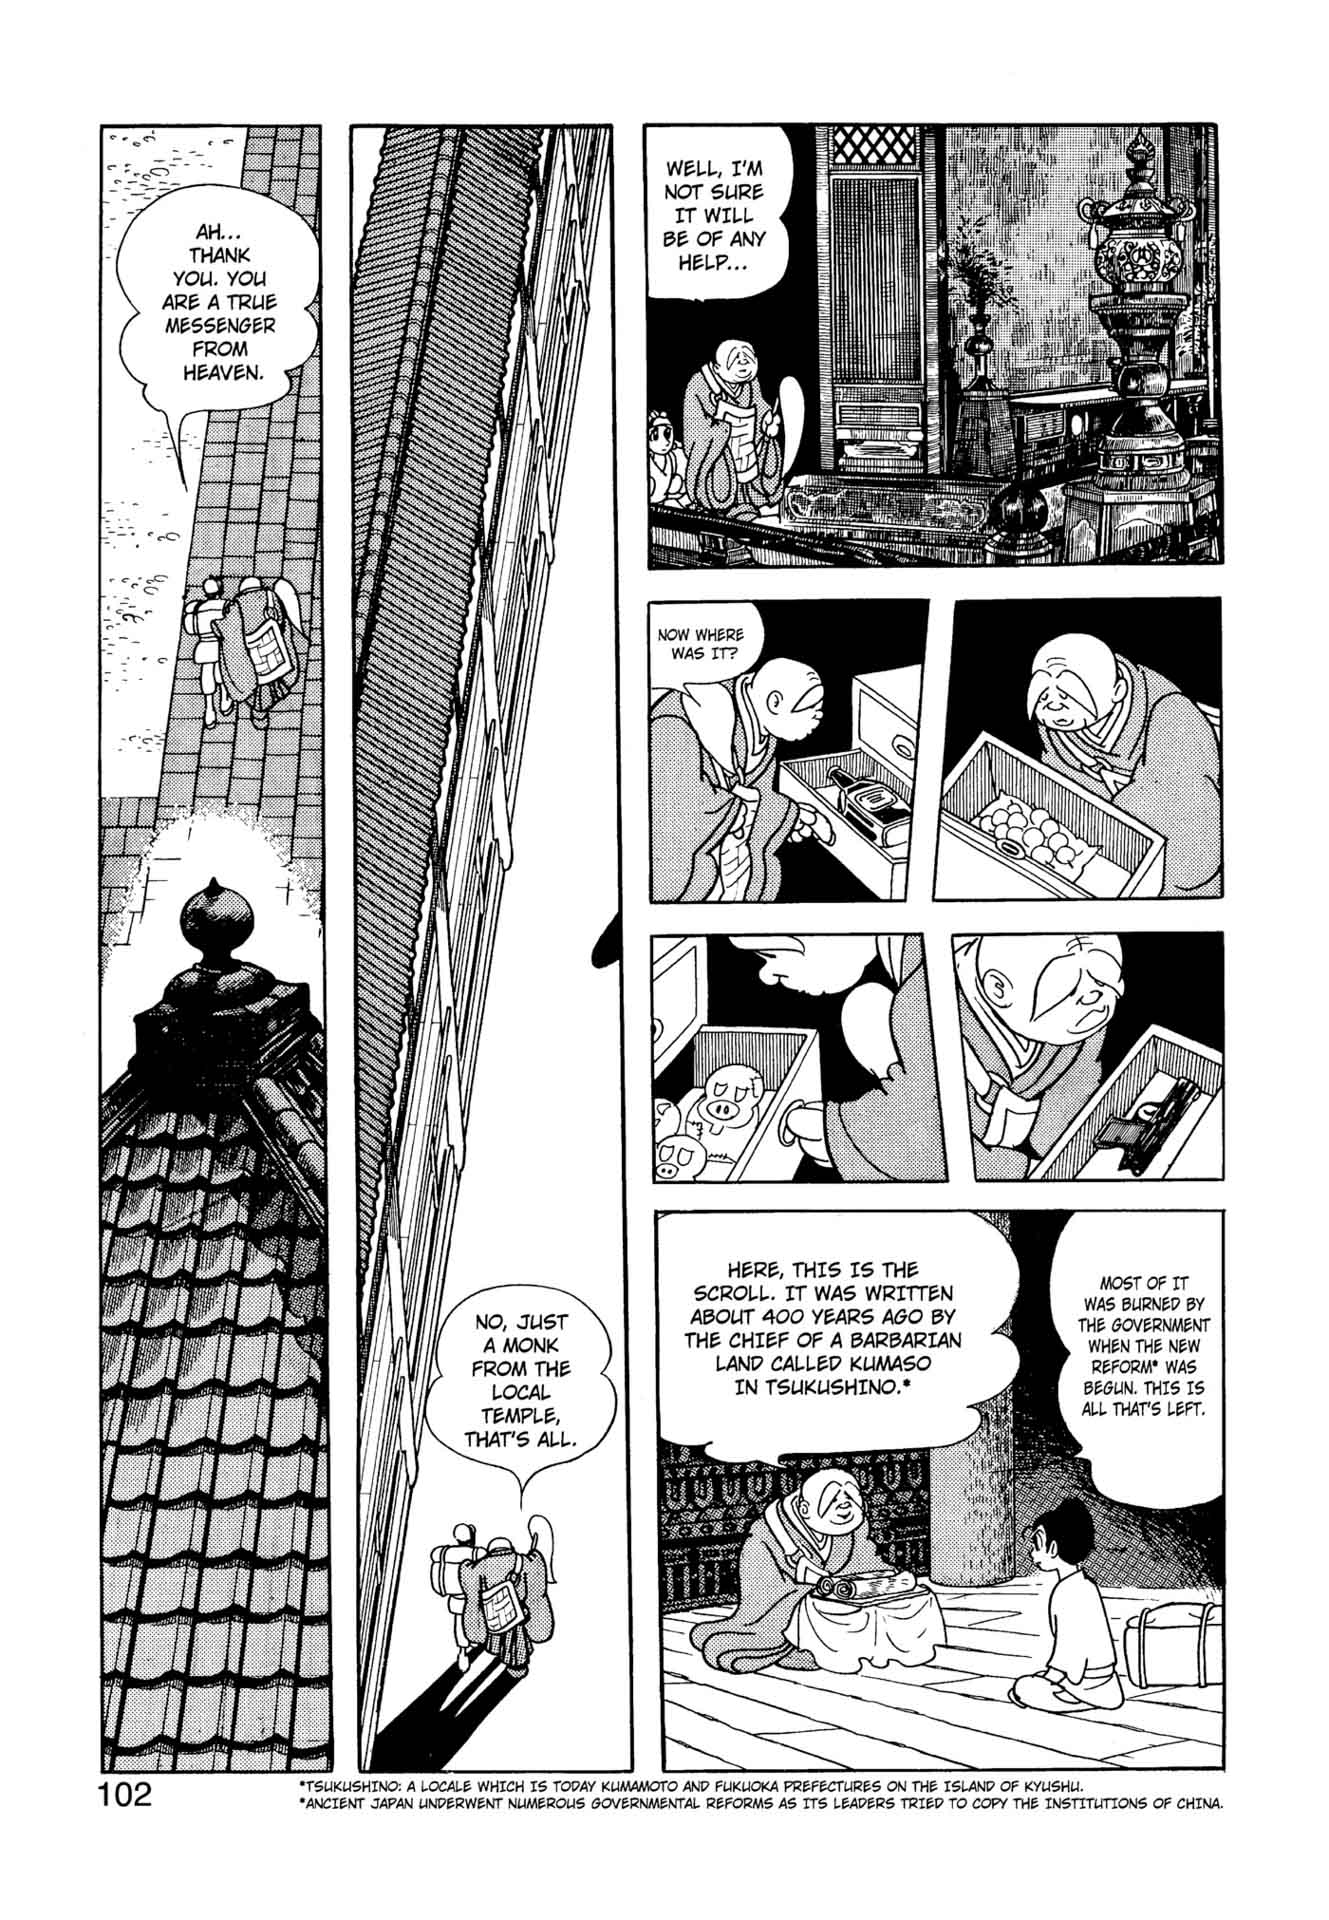 AH...
THANK
YOU. YOU
ARE A TRUE
MESSENGER
FROM
HEAVEN.
NO, JUST
A MONK
FROM THE
LOCAL
TEMPLE,
THAT'S ALL.
WELL, I'M
NOT SURE
IT WILL
BE OF ANY
HELP...
NOW WHERE
WAS IT?
HERE, THIS IS THE
SCROLL. IT WAS WRITTEN
ABOUT 400 YEARS AGO BY
THE CHIEF OF A BARBARIAN
LAND CALLED KUMASO
IN TSUKUSHINO.*
MOST OF IT
WAS BURNED BY
THE GOVERNMENT
WHEN THE NEW
REFORM* WAS
BEGUN. THIS IS
ALL THAT'S LEFT.
102
*TSUKUSHINO: A LOCALE WHICH IS TODAY KUMAMOTO AND FUKUOKA PREFECTURES ON THE ISLAND OF KYUSHU.
*ANCIENT JAPAN UNDERWENT NUMEROUS GOVERNMENTAL REFORMS AS ITS LEADERS TRIED TO COPY THE INSTITUTIONS OF CHINA.